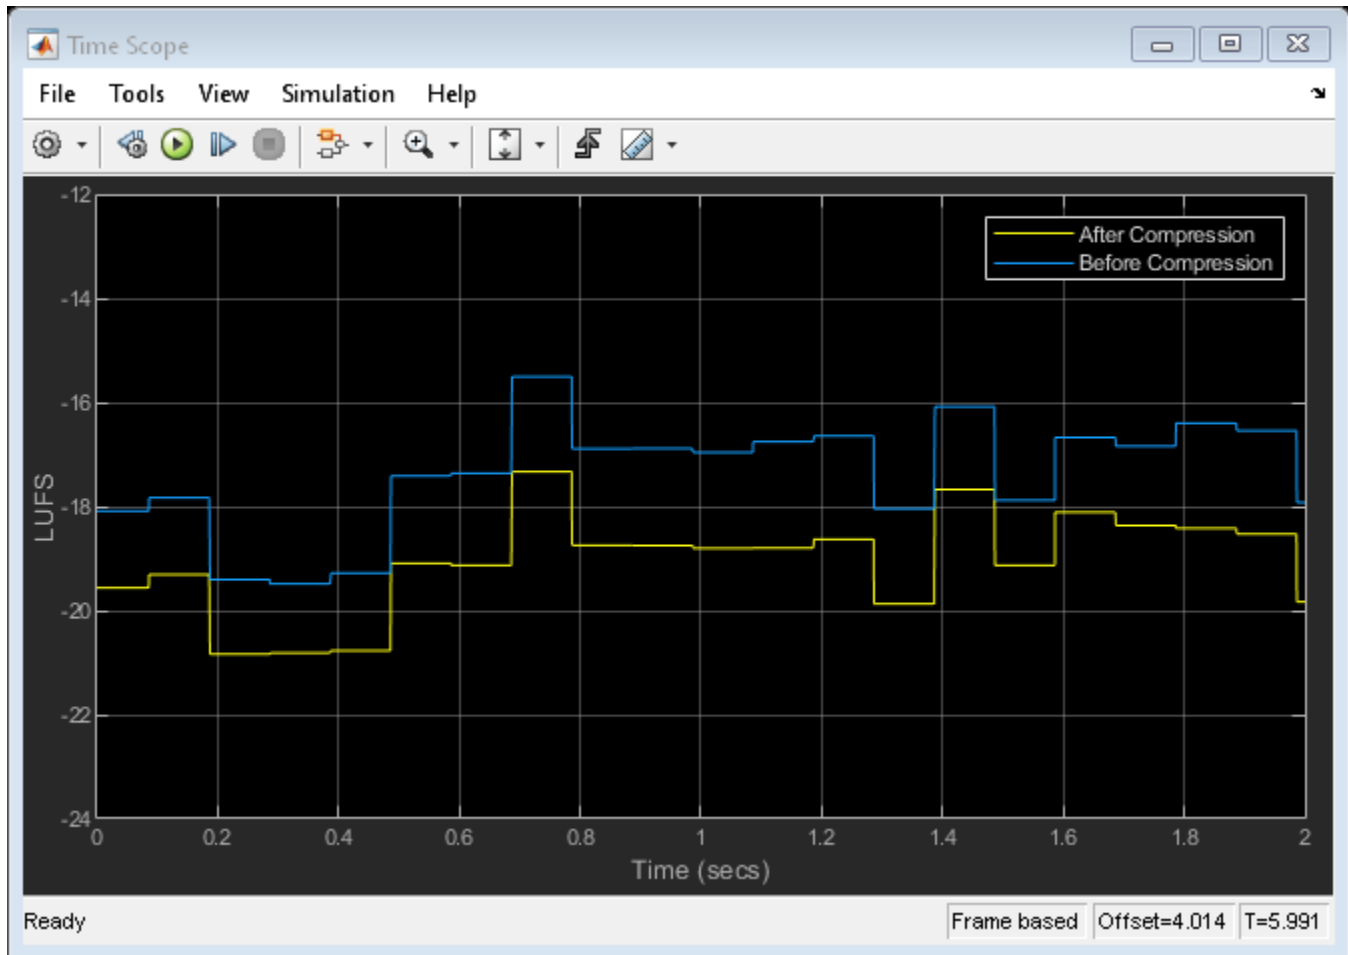 Time Scope
File Tools View Simulation Help
-12
-14
-16
-18
-20
-22
-24
LUFS
After Compression
Before Compression
0 0.2 0.4 0.6 0.8 1 1.2 1.4 1.6 1.8 2
Time (secs)
Ready Frame based Offset=4.014 T=5.991